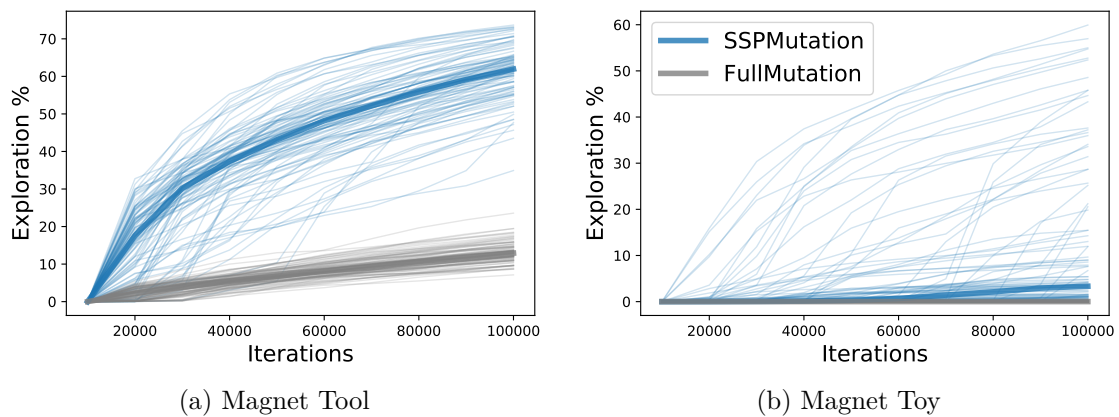 70
60
50
40
30
20
10
0
Exploration %
20000 40000 60000 80000 100000
Iterations
(a) Magnet Tool
60
50
40
30
20
10
0
Exploration %
SSPMutation
FullMutation
20000 40000 60000 80000 100000
Iterations
(b) Magnet Toy